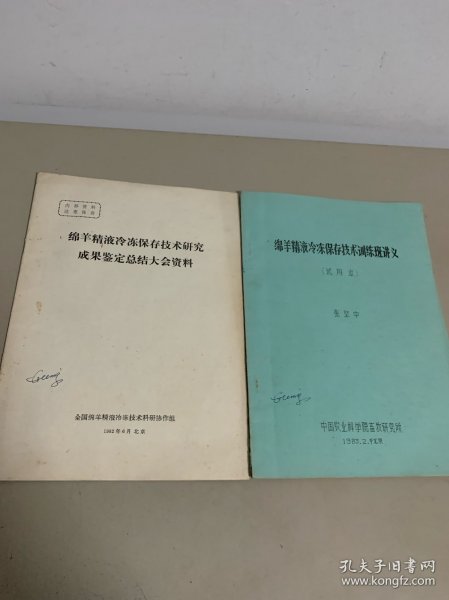 内部资料
注意保存
绵羊精液冷冻保存技术研究
成果鉴定总结大会资料
全国绵羊精液冷冻技术科研协作组
1982年6月 北京
绵羊精液冷冻保存技术训练班讲义
（试用本）
张坚中
中国农业科学院畜牧研究所
1983.2.北京
孔夫子旧书网
www.kongfz.com